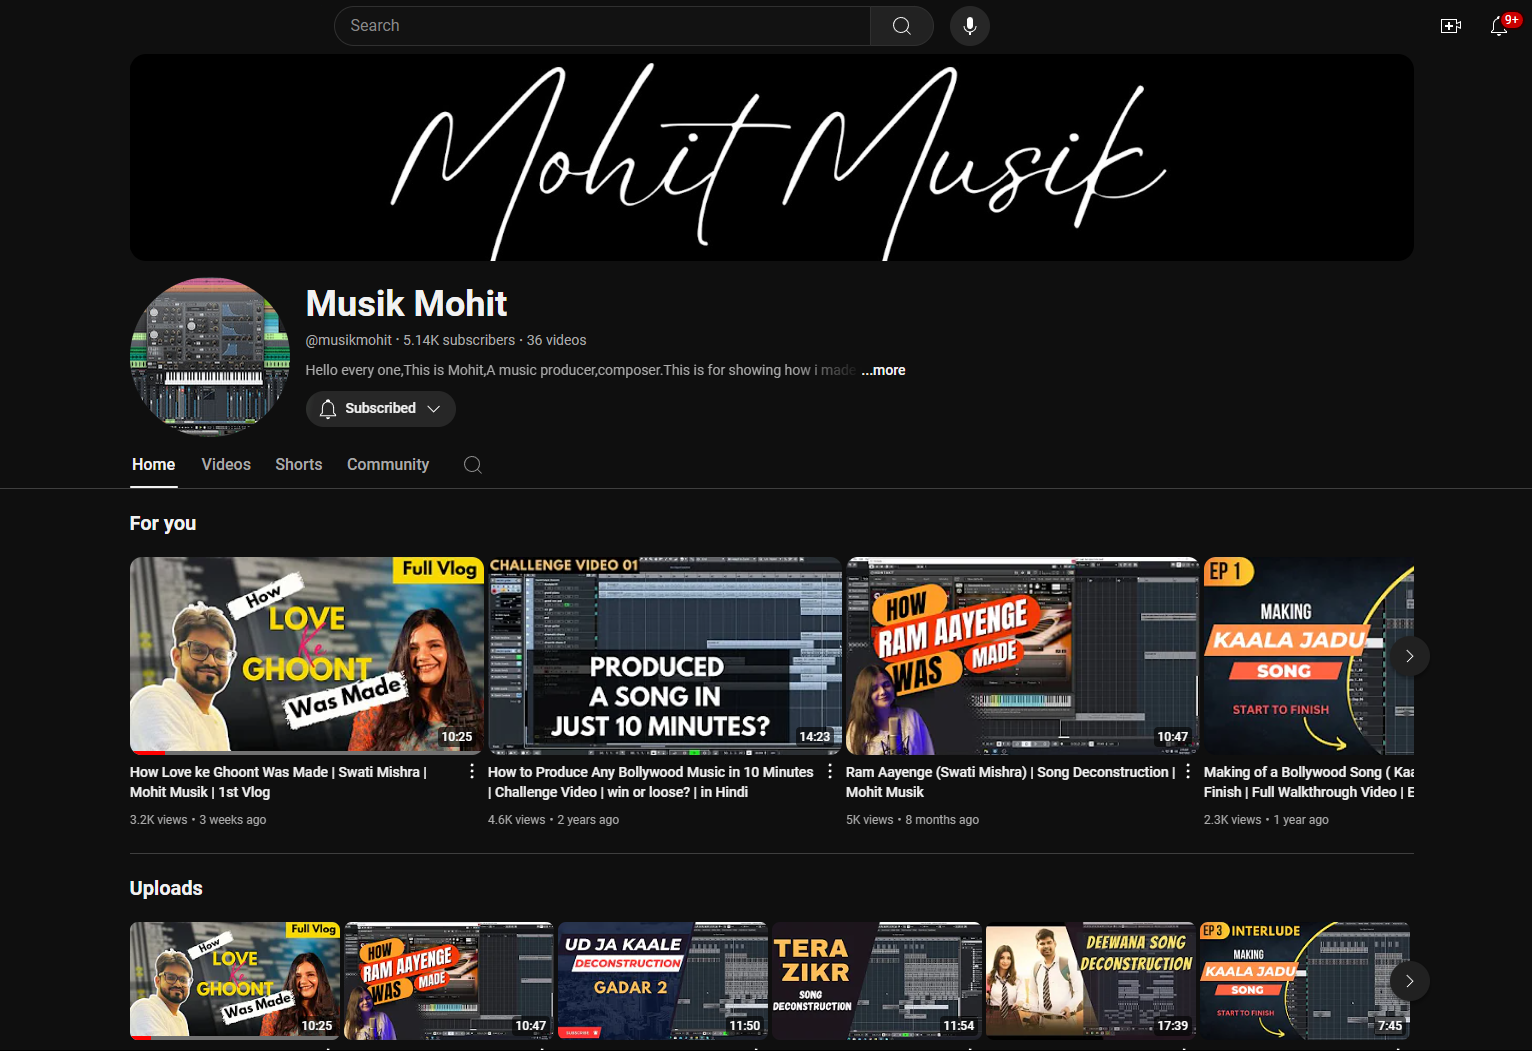 Search
9+
Mohit Musik
Musik Mohit
@musikmohit • 5.14K subscribers • 36 videos
Hello every one,This is Mohit,A music producer,composer.This is for showing how i made ...more
Subscribed
Home Videos Shorts Community
For you
Full Vlog
How
LOVE
Ke
GHOONT
Was Made
10:25
CHALLENGE VIDEO 01
PRODUCED
A SONG IN
JUST 10 MINUTES?
14:23
HOW
RAM AAYENGE
WAS MADE
10:47
EP 1
MAKING
KAALA JADU
SONG
START TO FINISH
How Love ke Ghoont Was Made | Swati Mishra |
Mohit Musik | 1st Vlog
3.2K views • 3 weeks ago
How to Produce Any Bollywood Music in 10 Minutes
| Challenge Video | win or loose? | in Hindi
4.6K views • 2 years ago
Ram Aayenge (Swati Mishra) | Song Deconstruction |
Mohit Musik
5K views • 8 months ago
Making of a Bollywood Song ( Kaa
Finish | Full Walkthrough Video | E
2.3K views • 1 year ago
Uploads
Full Vlog
How
LOVE
Ke
GHOONT
Was Made
10:25
HOW
RAM AAYENGE
WAS MADE
10:47
UD JA KAALE
DECONSTRUCTION
GADAR 2
SUBSCRIBE
11:50
TERA
ZIKR
SONG
DECONSTRUCTION
11:54
DEEWANA SONG
DECONSTRUCTION
17:39
EP 3 INTERLUDE
MAKING
KAALA JADU
SONG
START TO FINISH
7:45